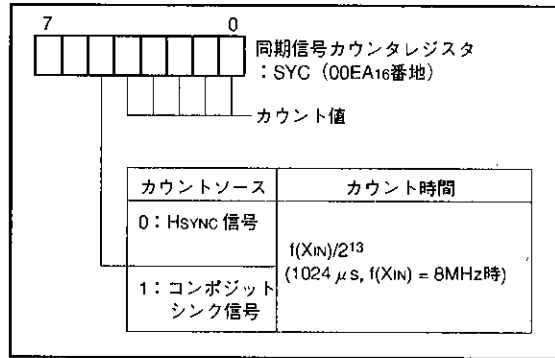 7 0
同期信号カウンタレジスタ
:SYC(00EA16番地)
カウント値
カウントソース カウント時間
0:HSYNC 信号
f(XIN)/2^13
(1024 μs, f(XIN) = 8MHz時)
1:コンポジット
シンク信号